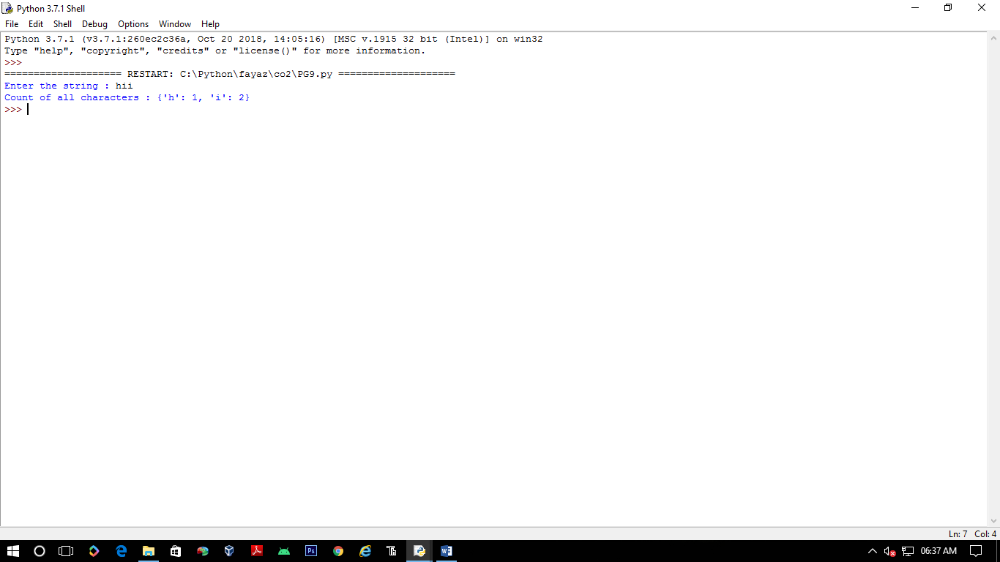 Python 3.7.1 Shell
File Edit Shell Debug Options Window Help
Python 3.7.1 (v3.7.1:260ec2c36a, Oct 20 2018, 14:05:16) [MSC v.1915 32 bit (Intel)] on win32
Type "help", "copyright", "credits" or "license()" for more information.
>>>
==================== RESTART: C:\Python\fayaz\co2\PG9.py ====================
Enter the string : hii
Count of all characters : {'h': 1, 'i': 2}
>>>
Ln: 7 Col: 4
Ps
06:37 AM